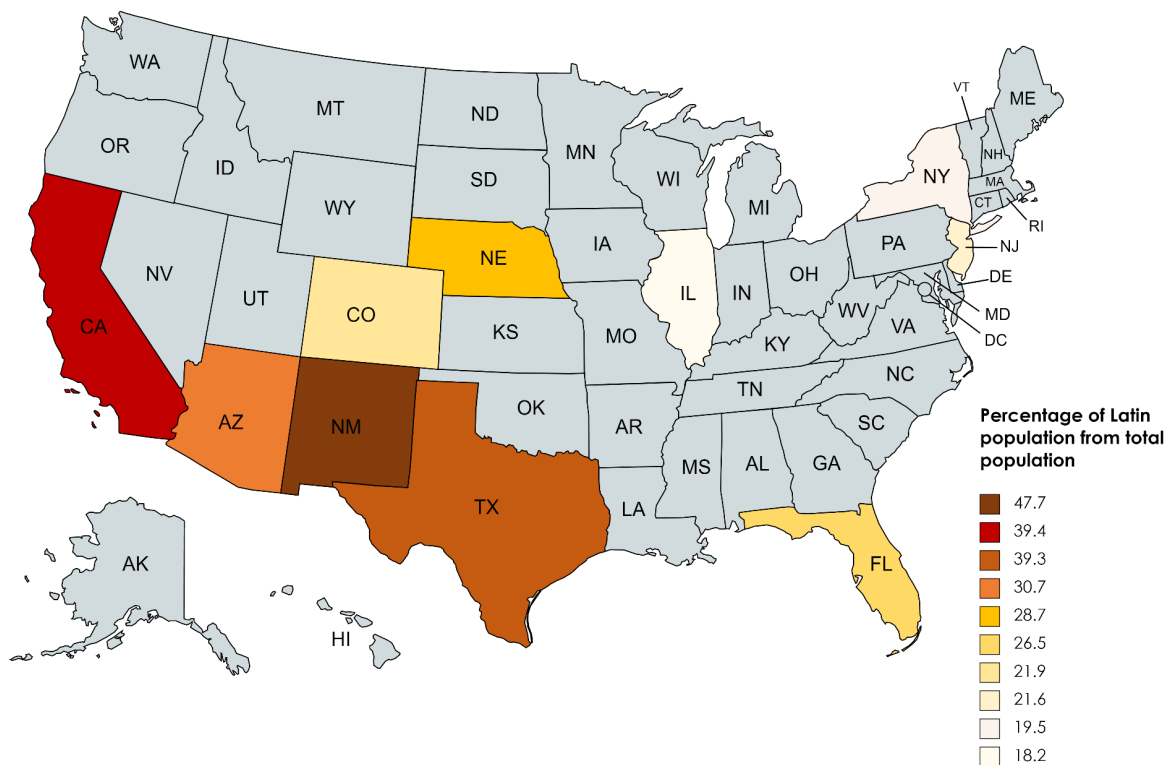 WA
MT
ND
MN
VT
ME
OR
ID
SD
WI
NH
NY
MA
WY
MI
CT
RI
IA
PA
NJ
NE
NV
OH
UT
IL
IN
DE
CO
WV
MD
CA
KS
MO
VA
DC
KY
NC
TN
OK
AZ
NM
AR
SC
MS
AL
GA
TX
LA
FL
AK
HI
Percentage of Latin
population from total
population
47.7
39.4
39.3
30.7
28.7
26.5
21.9
21.6
19.5
18.2